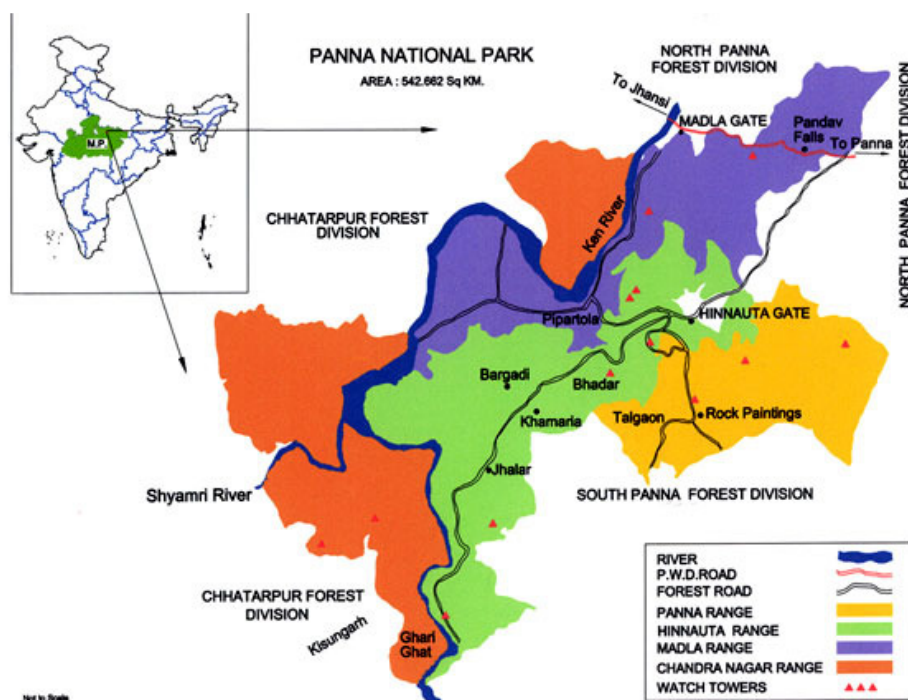 PANNA NATIONAL PARK
AREA : 542.662 Sq KM.
M.P.
NORTH PANNA
FOREST DIVISION
To Jhansi
MADLA GATE
Pandav
Falls
To Panna
NORTH PANNA FOREST DIVISION
CHHATARPUR FOREST
DIVISION
Ken River
Pipartola
HINNAUTA GATE
Bargadi
Bhadar
Khamaria
Talgaon
Rock Paintings
Jhalar
Shyamri River
SOUTH PANNA FOREST DIVISION
CHHATARPUR FOREST
DIVISION
Kisungarh
Ghari
Ghat
RIVER
P.W.D.ROAD
FOREST ROAD
PANNA RANGE
HINNAUTA RANGE
MADLA RANGE
CHANDRA NAGAR RANGE
WATCH TOWERS
Not to Scale